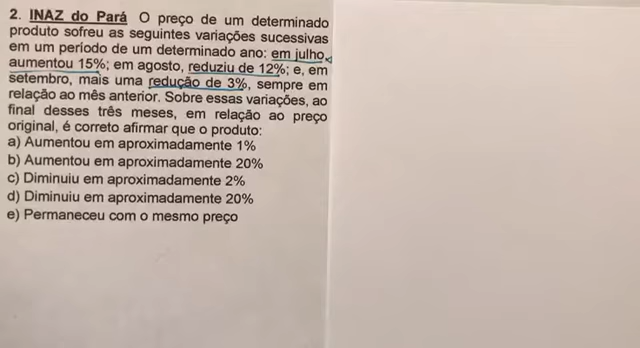 2. INAZ do Pará O preço de um determinado
produto sofreu as seguintes variações sucessivas
em um período de um determinado ano: em julho,
aumentou 15%; em agosto, reduziu de 12%; e, em
setembro, mais uma redução de 3%, sempre em
relação ao mês anterior. Sobre essas variações, ao
final desses três meses, em relação ao preço
original, é correto afirmar que o produto:
a) Aumentou em aproximadamente 1%
b) Aumentou em aproximadamente 20%
c) Diminuiu em aproximadamente 2%
d) Diminuiu em aproximadamente 20%
e) Permaneceu com o mesmo preço